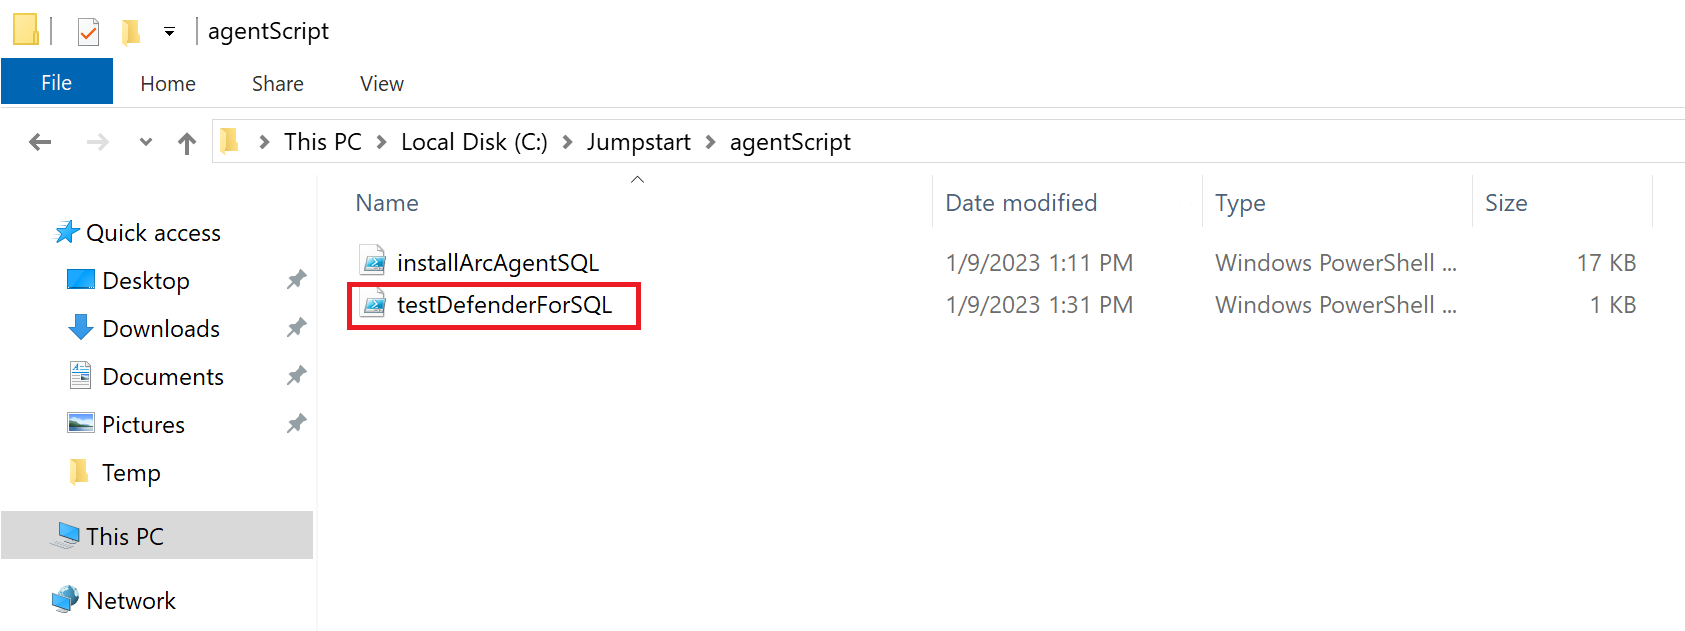 agentScript
File Home Share View
This PC Local Disk (C:) Jumpstart agentScript
Name Date modified Type Size
Quick access
installArcAgentSQL 1/9/2023 1:11 PM Windows PowerShell ... 17 KB
Desktop
testDefenderForSQL 1/9/2023 1:31 PM Windows PowerShell ... 1 KB
Downloads
Documents
Pictures
Temp
This PC
Network